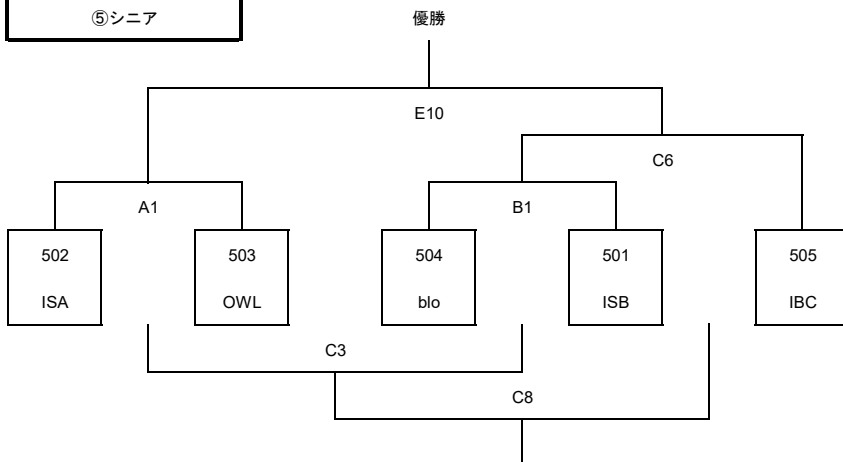 ⑤シニア
優勝
E10
C6
A1
B1
502
503
504
501
505
ISA
OWL
blo
ISB
IBC
C3
C8